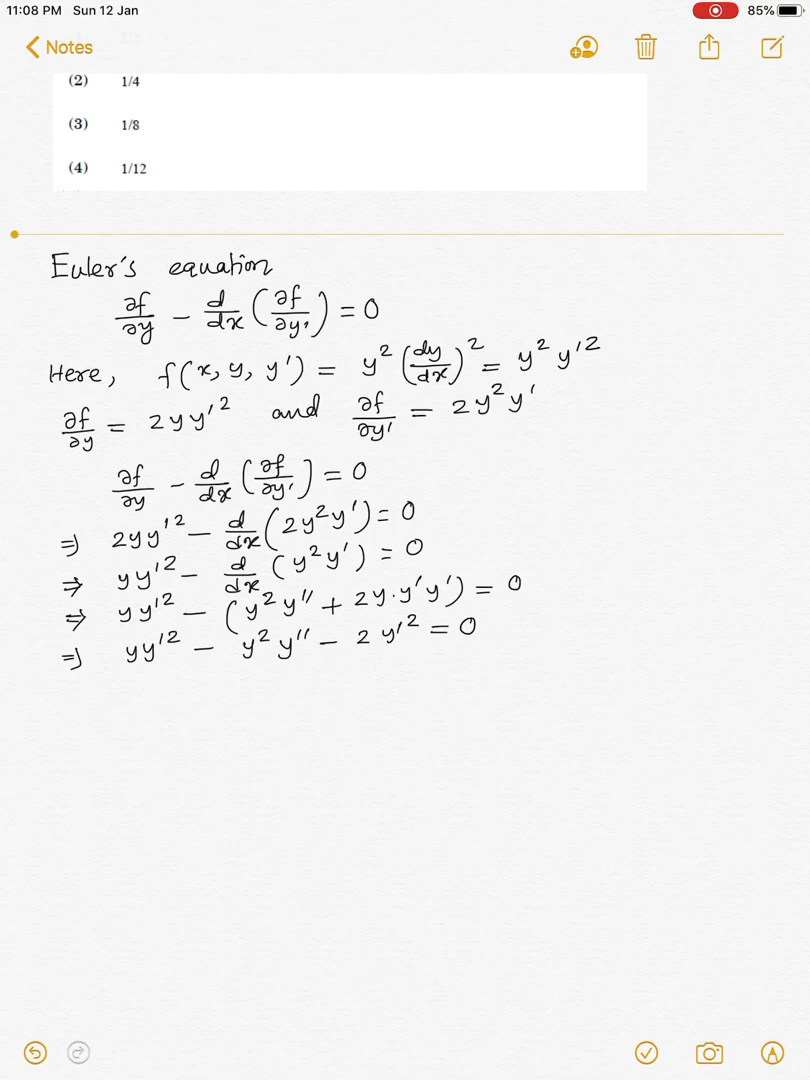 11:08 PM Sun 12 Jan 85%
Notes
(2) 1/4
(3) 1/8
(4) 1/12
Euler's equation
∂f/∂y - d/dx (∂f/∂y') = 0
Here, f(x, y, y') = y² (dy/dx)² = y² y'²
∂f/∂y = 2yy'² and ∂f/∂y' = 2y²y'
∂f/∂y - d/dx (∂f/∂y') = 0
⇒ 2yy'² - d/dx (2y²y') = 0
⇒ yy'² - d/dx (y²y') = 0
⇒ yy'² - (y²y'' + 2y·y'y') = 0
⇒ yy'² - y²y'' - 2y'² = 0